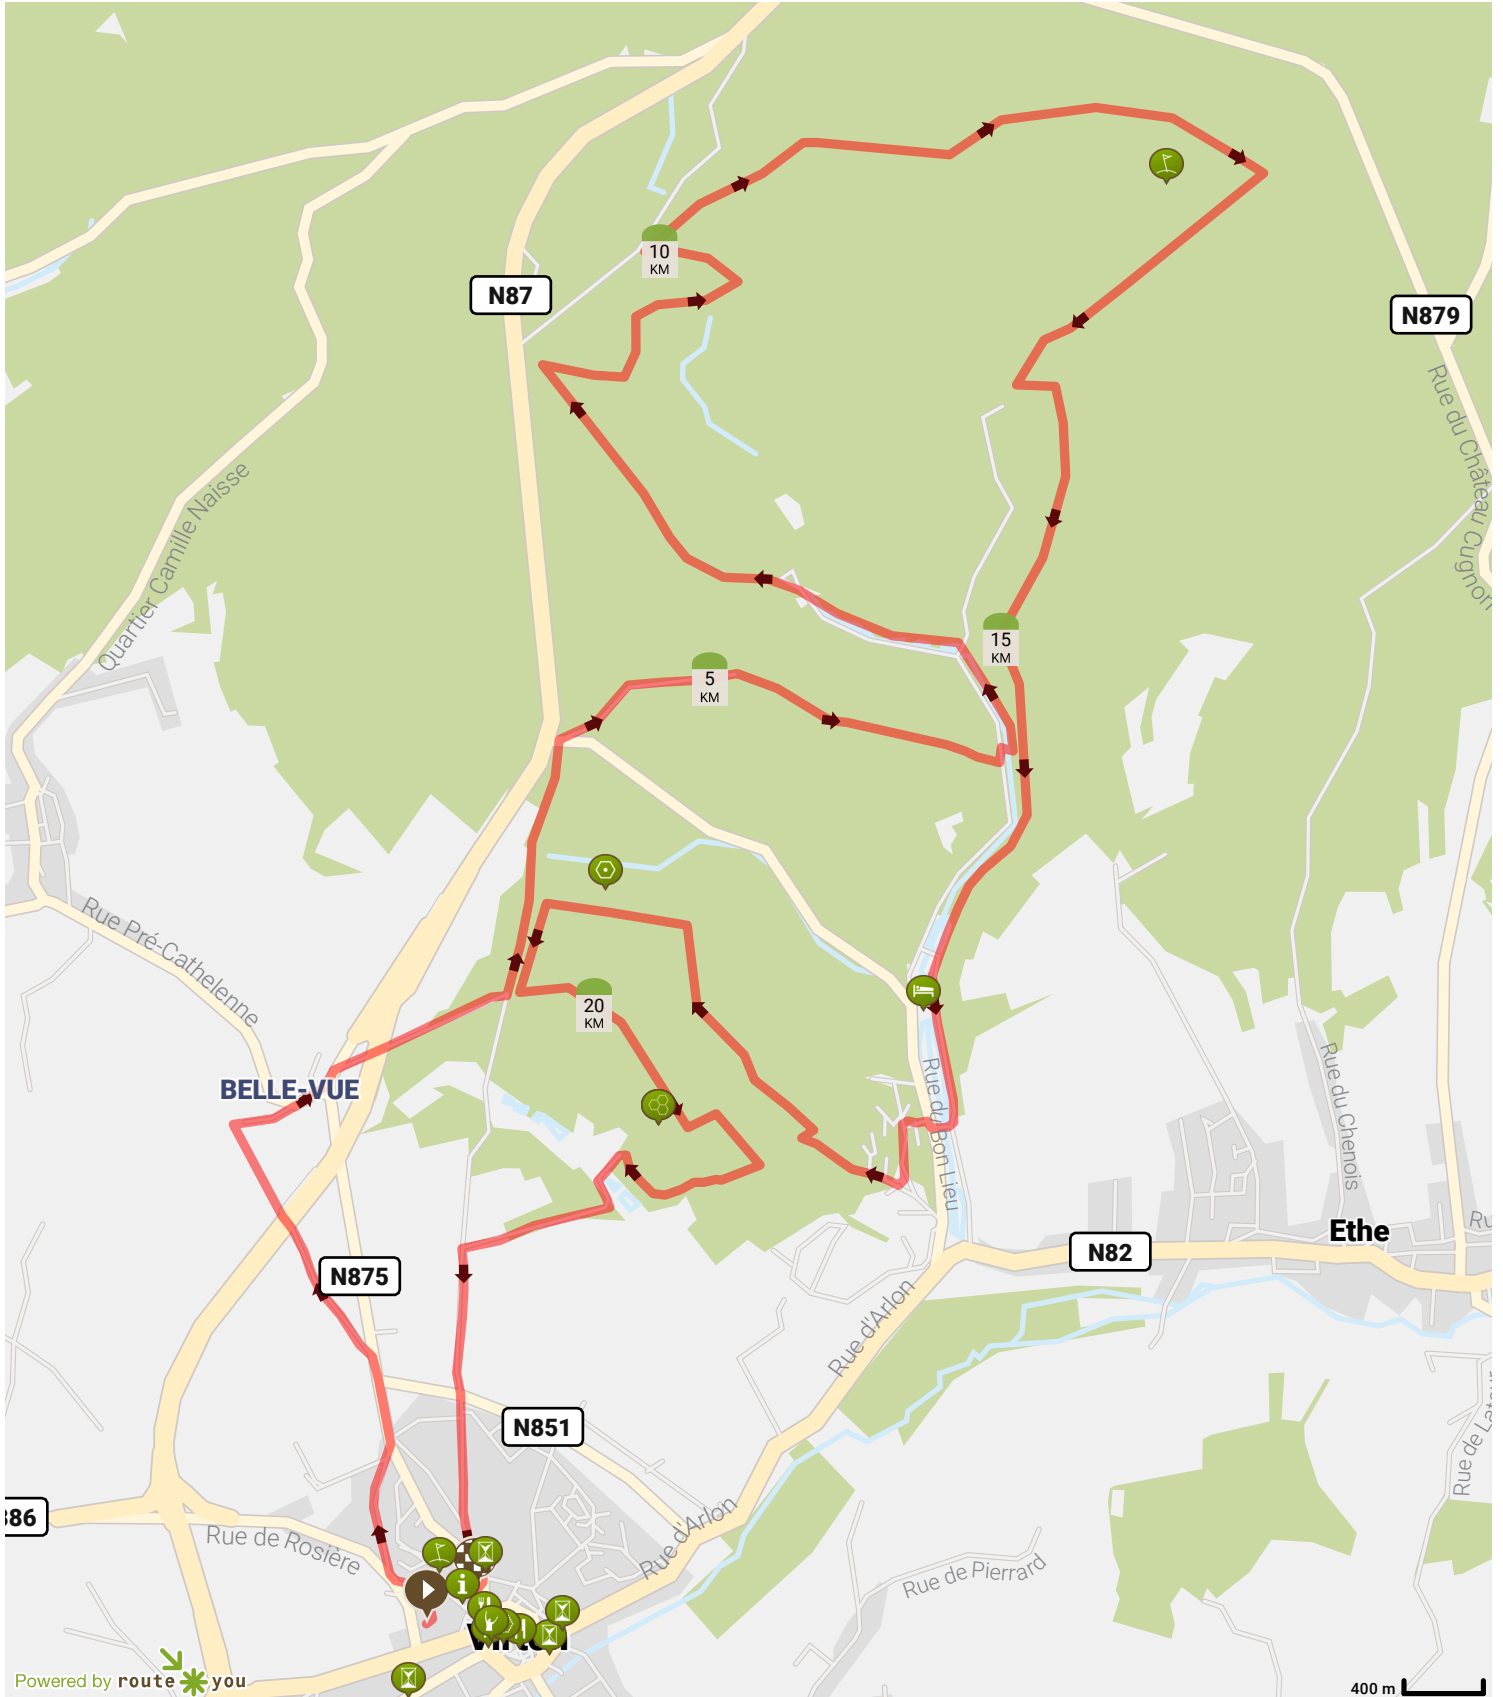 10
KM
N87
N879
Rue du Château Cugnon
Quartier Camille Naisse
15
KM
5
KM
Rue Pré-Cathelenne
20
KM
BELLE-VUE
Rue du Bon Lieu
Rue du Chenois
Ethe
N82
N875
Rue d'Arlon
N851
Rue d'Arlon
Rue de Rosière
Rue de Pierrard
i
Powered by route you
400 m